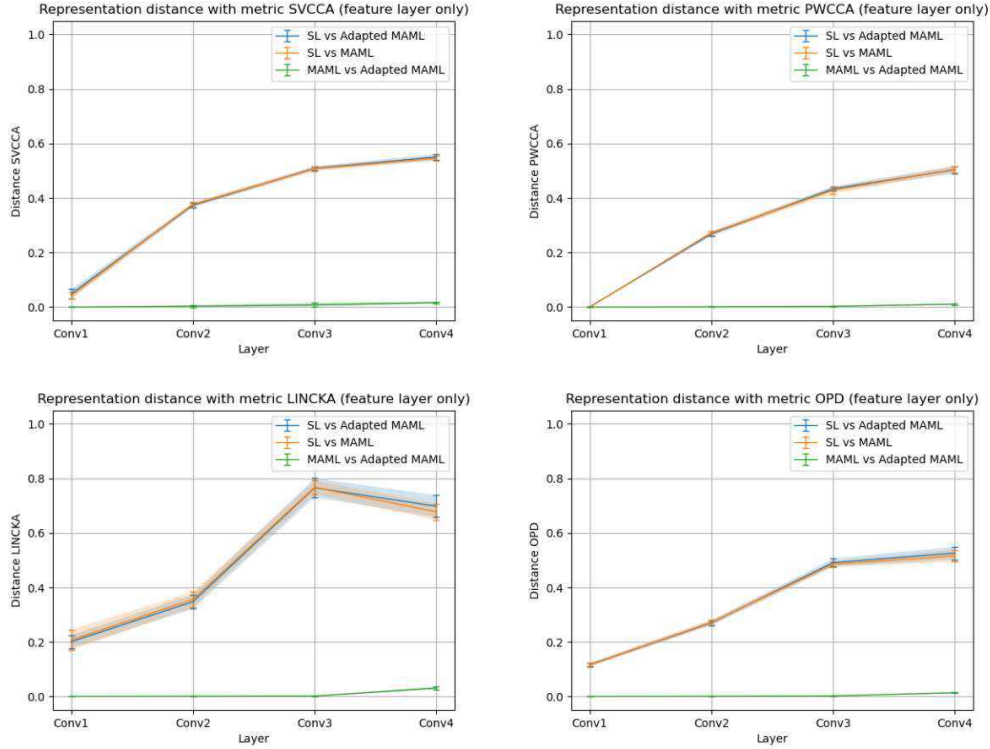 Representation distance with metric SVCCA (feature layer only)
1.0
0.8
0.6
0.4
0.2
0.0
Distance SVCCA
SL vs Adapted MAML
SL vs MAML
MAML vs Adapted MAML
Conv1 Conv2 Conv3 Conv4
Layer
Representation distance with metric PWCCA (feature layer only)
1.0
0.8
0.6
0.4
0.2
0.0
Distance PWCCA
SL vs Adapted MAML
SL vs MAML
MAML vs Adapted MAML
Conv1 Conv2 Conv3 Conv4
Layer
Representation distance with metric LINCKA (feature layer only)
1.0
0.8
0.6
0.4
0.2
0.0
Distance LINCKA
SL vs Adapted MAML
SL vs MAML
MAML vs Adapted MAML
Conv1 Conv2 Conv3 Conv4
Layer
Representation distance with metric OPD (feature layer only)
1.0
0.8
0.6
0.4
0.2
0.0
Distance OPD
SL vs Adapted MAML
SL vs MAML
MAML vs Adapted MAML
Conv1 Conv2 Conv3 Conv4
Layer